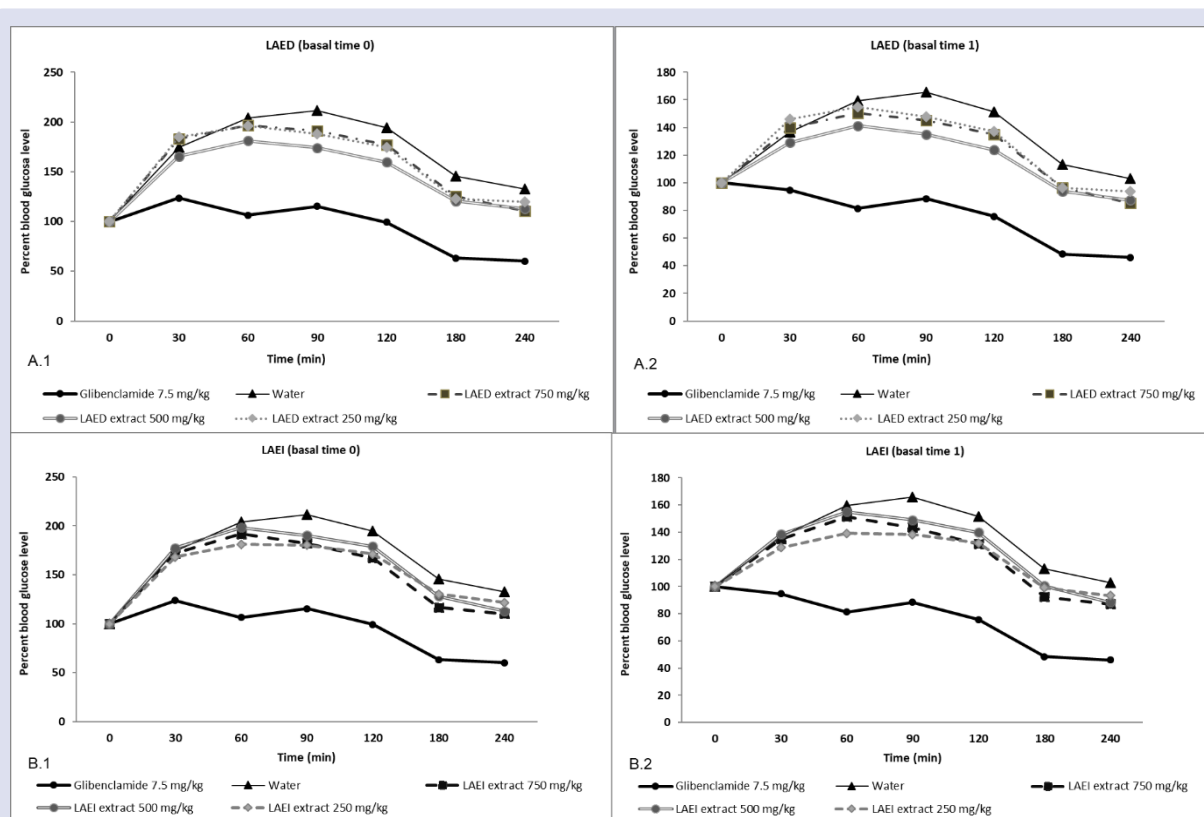 LAED (basal time 0)
Percent blood glucosa level
250
200
150
100
50
0
0 30 60 90 120 180 240
Time (min)
A.1
Glibenclamide 7.5 mg/kg Water LAED extract 750 mg/kg
LAED extract 500 mg/kg LAED extract 250 mg/kg
LAED (basal time 1)
Percent blood glucose level
180
160
140
120
100
80
60
40
20
0
0 30 60 90 120 180 240
Time (min)
A.2
Glibenclamide 7.5 mg/kg Water LAED extract 750 mg/kg
LAED extract 500 mg/kg LAED extract 250 mg/kg
LAEI (basal time 0)
Percent blood glucose level
250
200
150
100
50
0
0 30 60 90 120 180 240
Time (min)
B.1
Glibenclamide 7.5 mg/kg Water LAEI extract 750 mg/kg
LAEI extract 500 mg/kg LAEI extract 250 mg/kg
LAEI (basal time 1)
Percent blood glucose level
180
160
140
120
100
80
60
40
20
0
0 30 60 90 120 180 240
Time (min)
B.2
Glibenclamide 7.5 mg/kg Water LAEI extract 750 mg/kg
LAEI extract 500 mg/kg LAEI extract 250 mg/kg